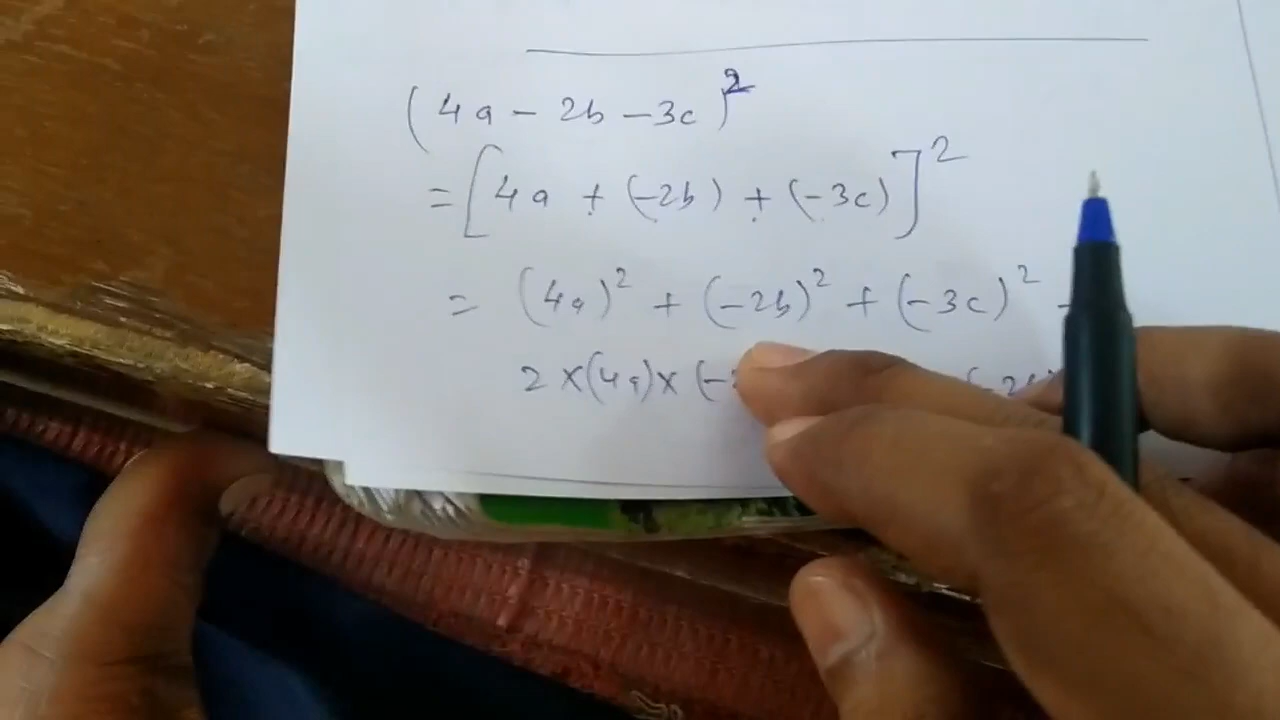 (4a - 2b - 3c)²
= [4a + (-2b) + (-3c)]²
= (4a)² + (-2b)² + (-3c)² +
2 × (4a) × (-